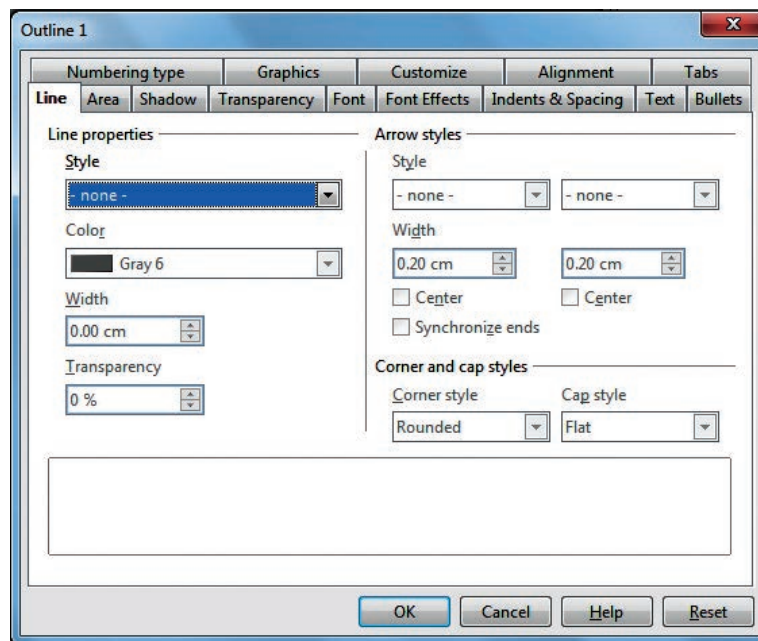 Outline 1
Numbering type Graphics Customize Alignment Tabs
Line Area Shadow Transparency Font Font Effects Indents & Spacing Text Bullets
Line properties
Style
- none -
Color
Gray 6
Width
0.00 cm
Transparency
0 %
Arrow styles
Style
- none - - none -
Width
0.20 cm 0.20 cm
Center Center
Synchronize ends
Corner and cap styles
Corner style Cap style
Rounded Flat
OK Cancel Help Reset